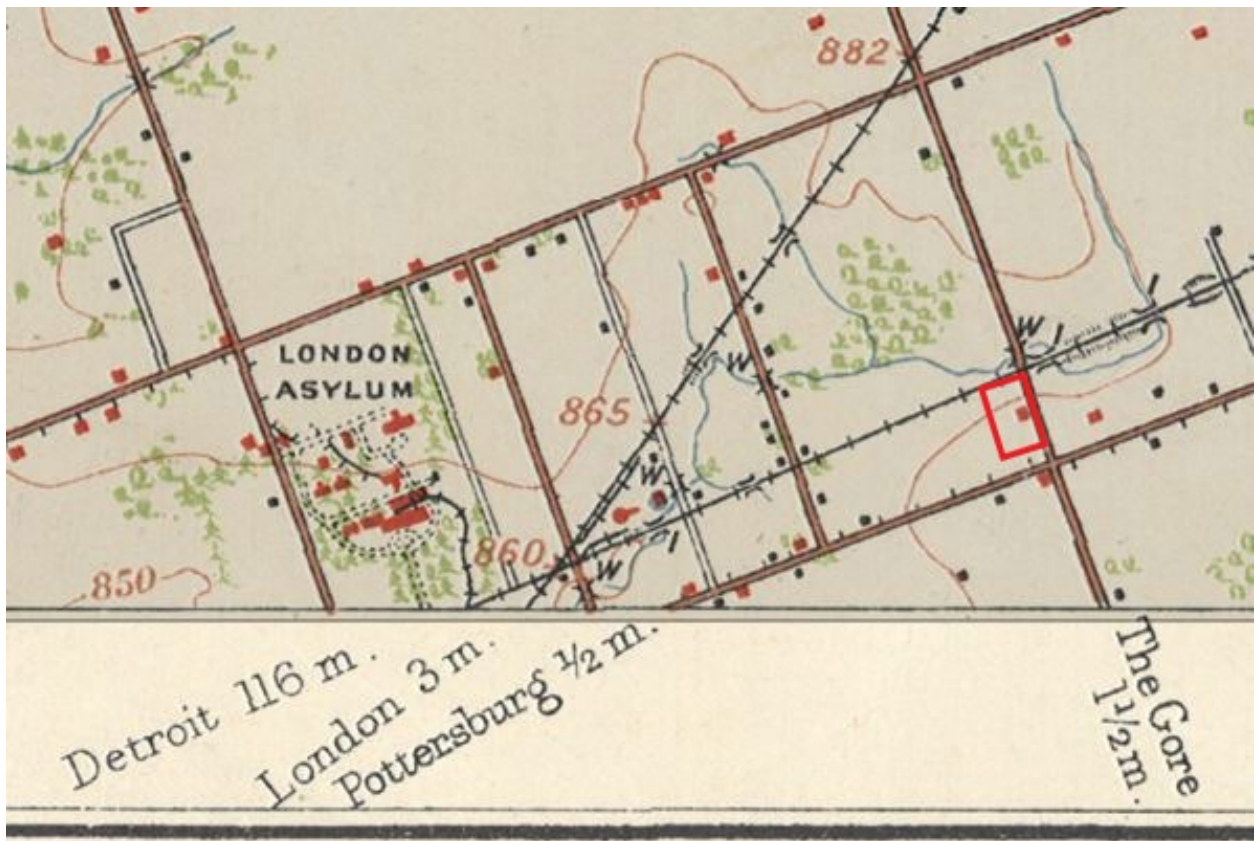 882
W
I
LONDON
ASYLUM
W
865
W
I
860
W
850
Detroit 116 m.
London 3 m.
Pottersburg ½ m.
The Gore
1½ m.